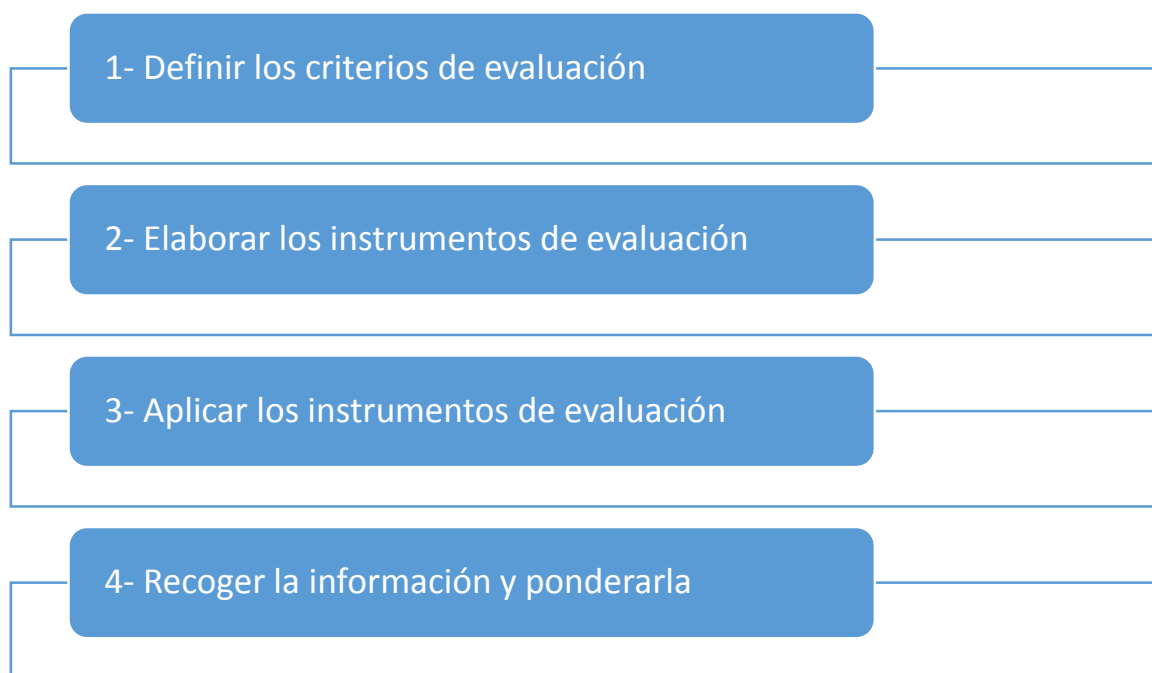 1- Definir los criterios de evaluación
2- Elaborar los instrumentos de evaluación
3- Aplicar los instrumentos de evaluación
4- Recoger la información y ponderarla